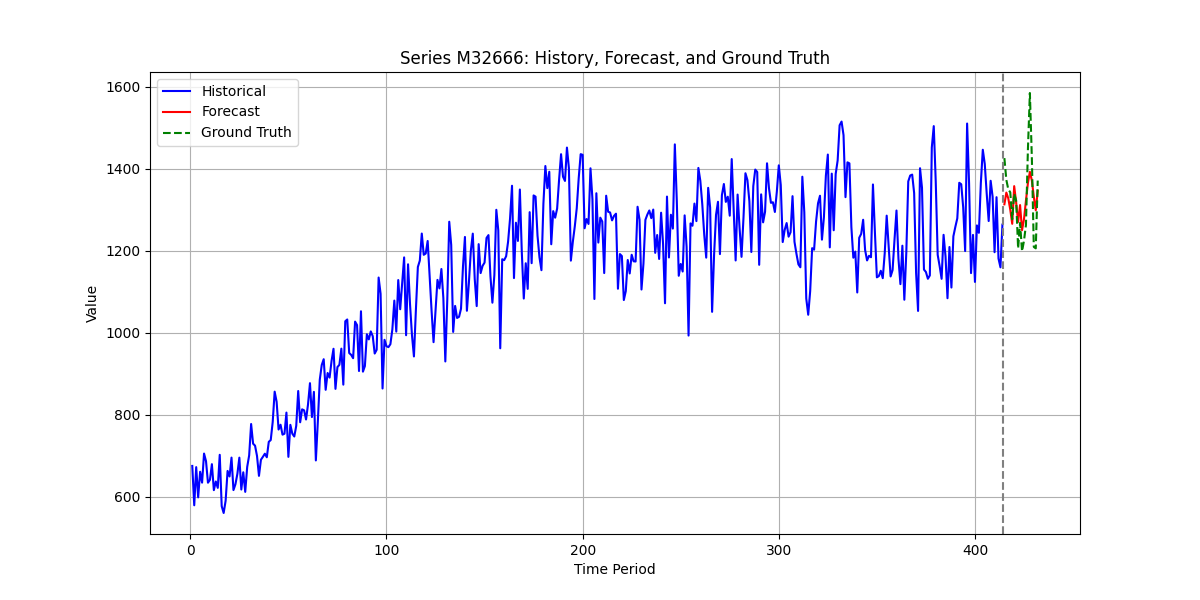 Series M32666: History, Forecast, and Ground Truth
Historical
Forecast
Ground Truth
Value
1600
1400
1200
1000
800
600
0
100
200
300
400
Time Period